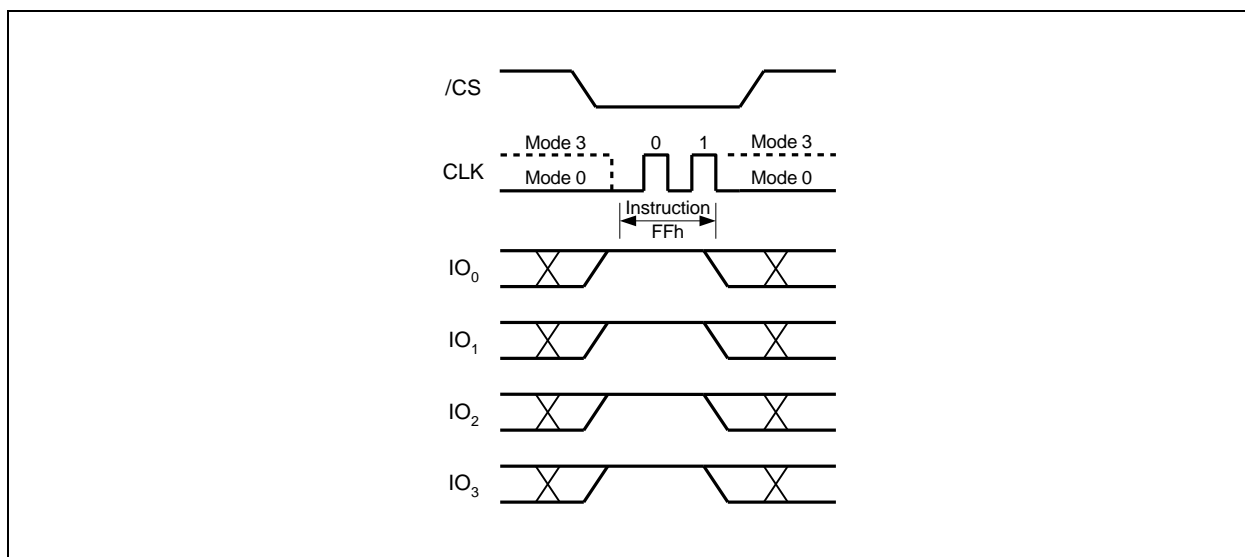 /CS
Mode 3 0 1 Mode 3
CLK
Mode 0 Mode 0
Instruction
FFh
IO0
IO1
IO2
IO3